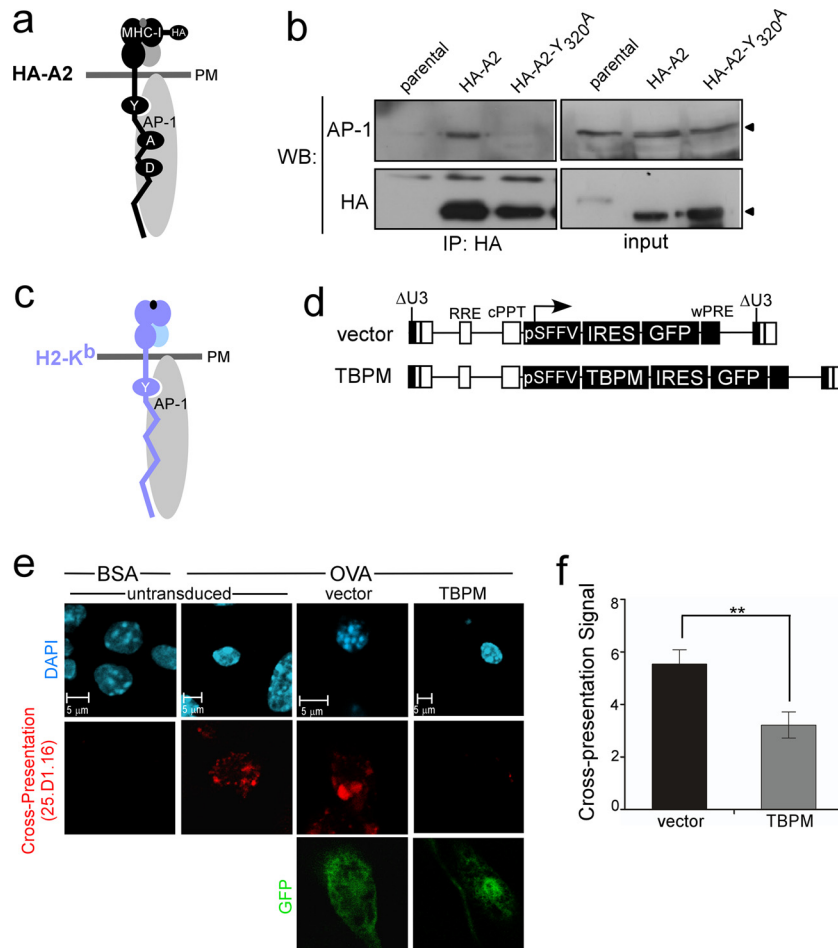 a
MHC-I HA
HA-A2
PM
Y
AP-1
A
D
b
parental HA-A2 HA-A2-Y320A parental HA-A2 HA-A2-Y320A
WB:
AP-1
HA
IP: HA input
c
H2-Kb
PM
Y
AP-1
d
ΔU3 RRE cPPT wPRE ΔU3
vector pSFFV IRES GFP
TBPM pSFFV TBPM IRES GFP
e
BSA OVA
untransduced vector TBPM
DAPI
5 μm 5 μm 5 μm 5 μm
Cross-Presentation
(25.D1.16)
GFP
f
Cross-presentation Signal
8
6
4
2
0
**
vector TBPM